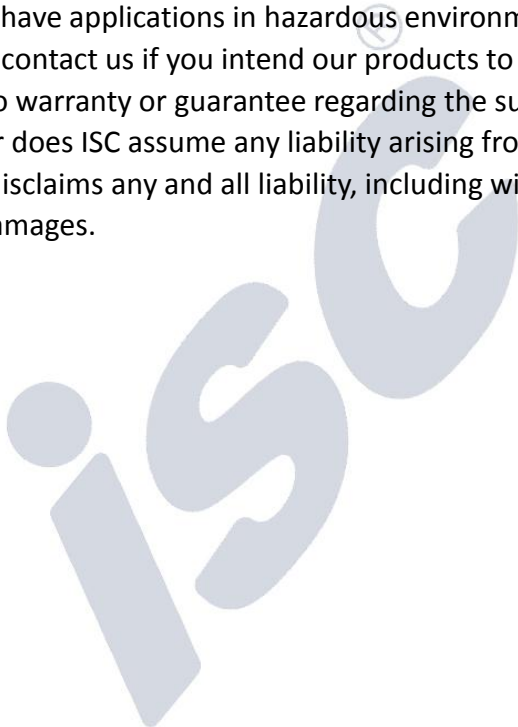 have applications in hazardous
contact us if you intend our products to
warranty or guarantee regarding the
does ISC assume any liability arising
any and all liability, including
isc
®